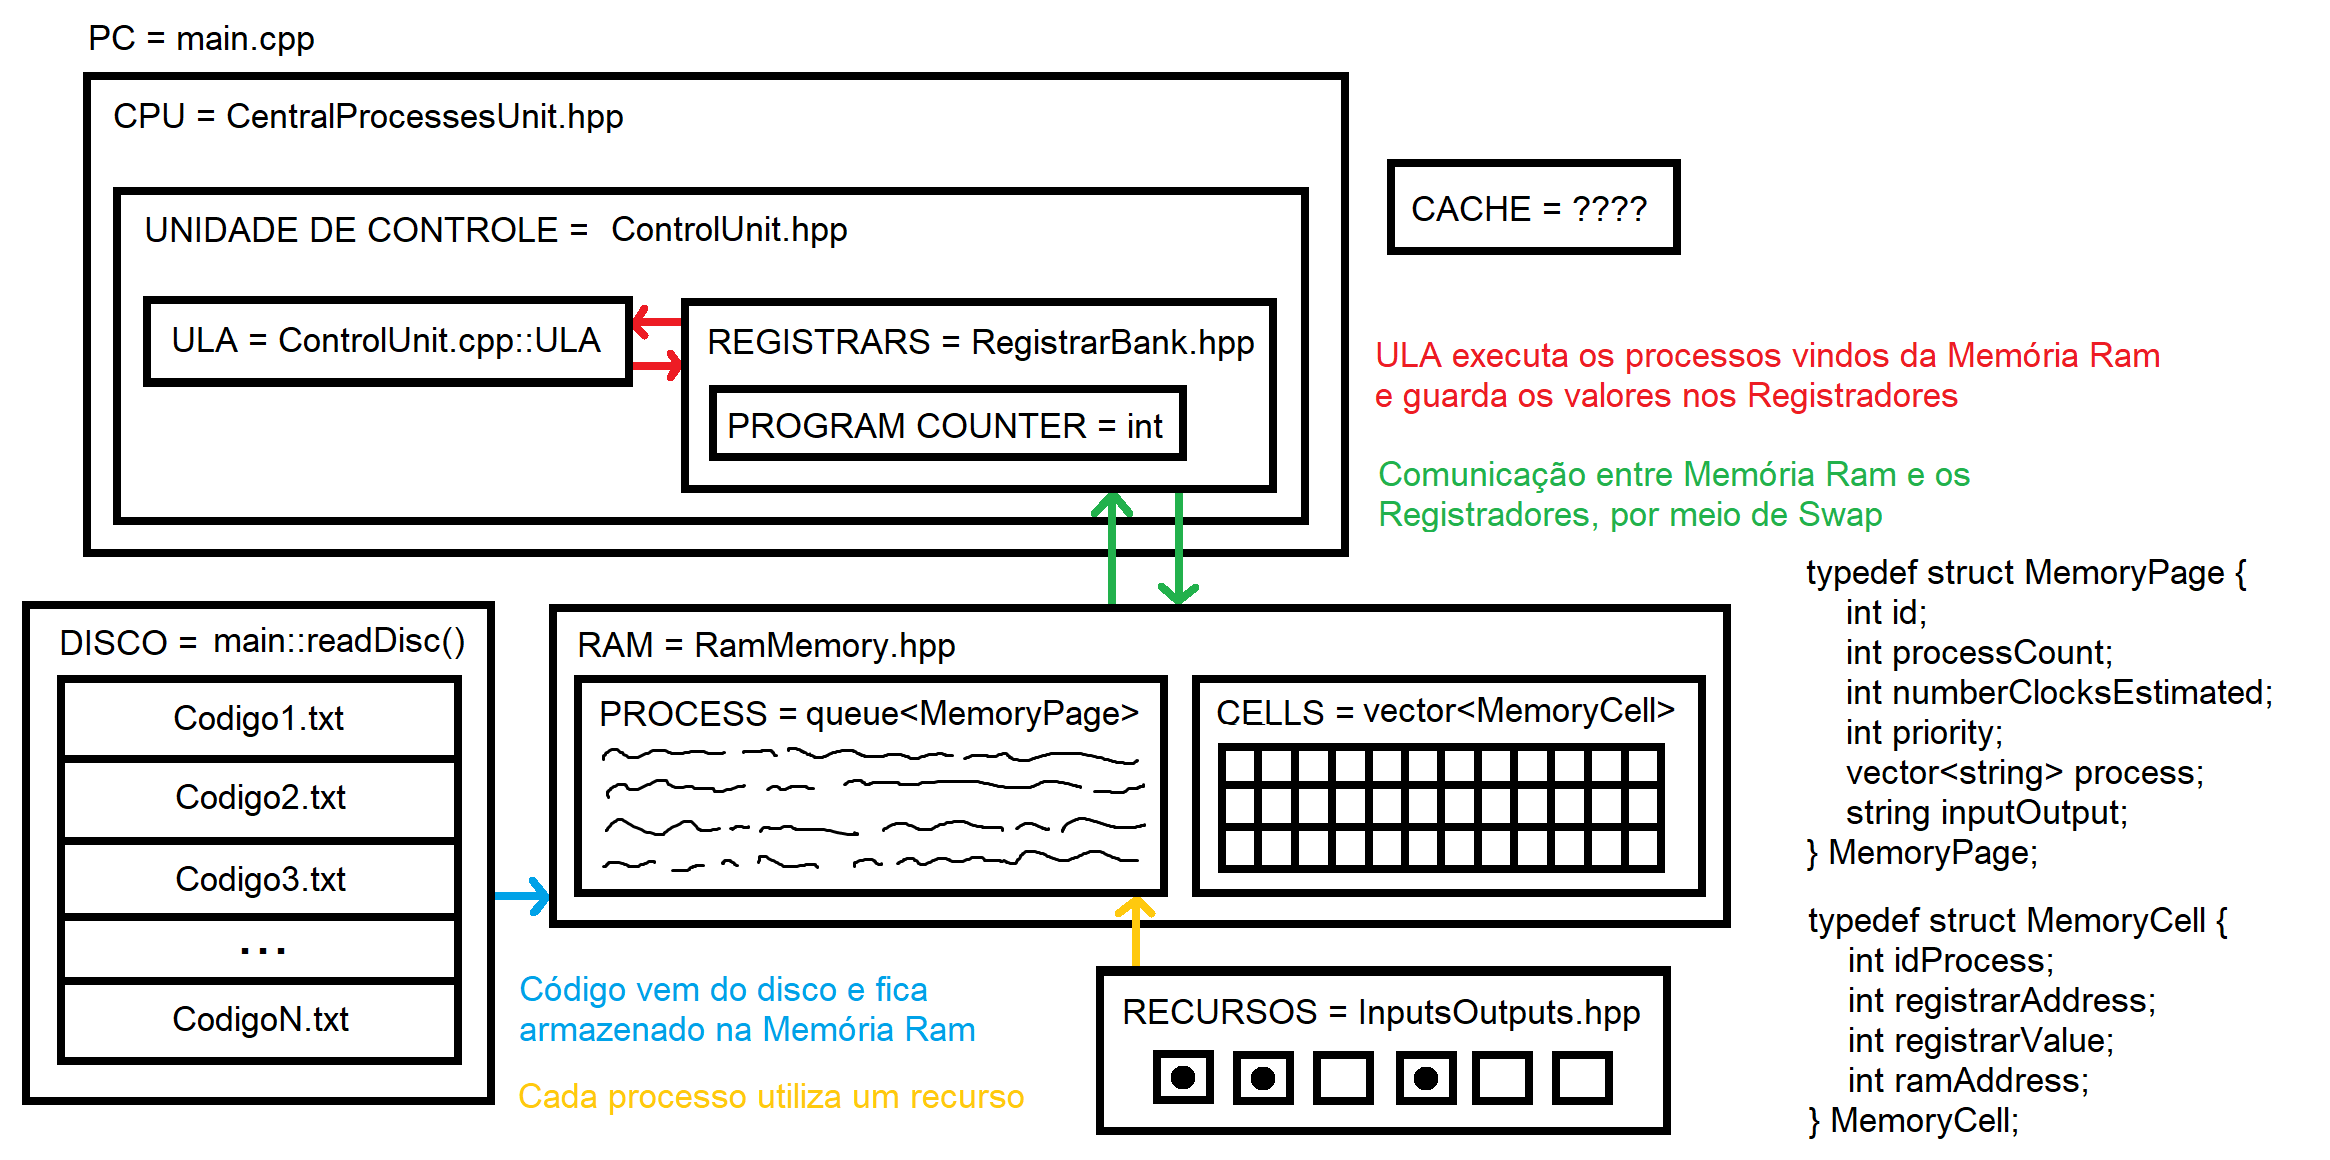 PC = main.cpp
CPU = CentralProcessesUnit.hpp
UNIDADE DE CONTROLE = ControlUnit.hpp
ULA = ControlUnit.cpp::ULA
REGISTRARS = RegistrarBank.hpp
PROGRAM COUNTER = int
CACHE = ????
ULA executa os processos vindos da Memória Ram
e guarda os valores nos Registradores
Comunicação entre Memória Ram e os
Registradores, por meio de Swap
DISCO = main::readDisc()
Codigo1.txt
Codigo2.txt
Codigo3.txt
...
CodigoN.txt
RAM = RamMemory.hpp
PROCESS = queue<MemoryPage>
CELLS = vector<MemoryCell>
Código vem do disco e fica
armazenado na Memória Ram
Cada processo utiliza um recurso
RECURSOS = InputsOutputs.hpp
typedef struct MemoryPage {
int id;
int processCount;
int numberClocksEstimated;
int priority;
vector<string> process;
string inputOutput;
} MemoryPage;
typedef struct MemoryCell {
int idProcess;
int registrarAddress;
int registrarValue;
int ramAddress;
} MemoryCell;